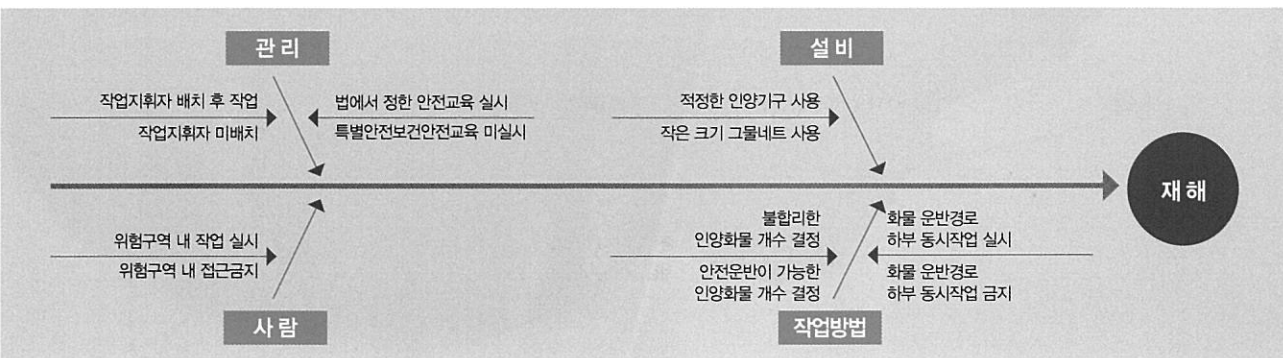 관리
설비
작업지휘자 배치 후 작업
작업지휘자 미배치
법에서 정한 안전교육 실시
특별안전보건안전교육 미실시
적정한 인양기구 사용
작은 크기 그물네트 사용
재해
위험구역 내 작업 실시
위험구역 내 접근금지
불합리한
인양화물 개수 결정
안전운반이 가능한
인양화물 개수 결정
화물 운반경로
하부 동시작업 실시
화물 운반경로
하부 동시작업 금지
사람
작업방법